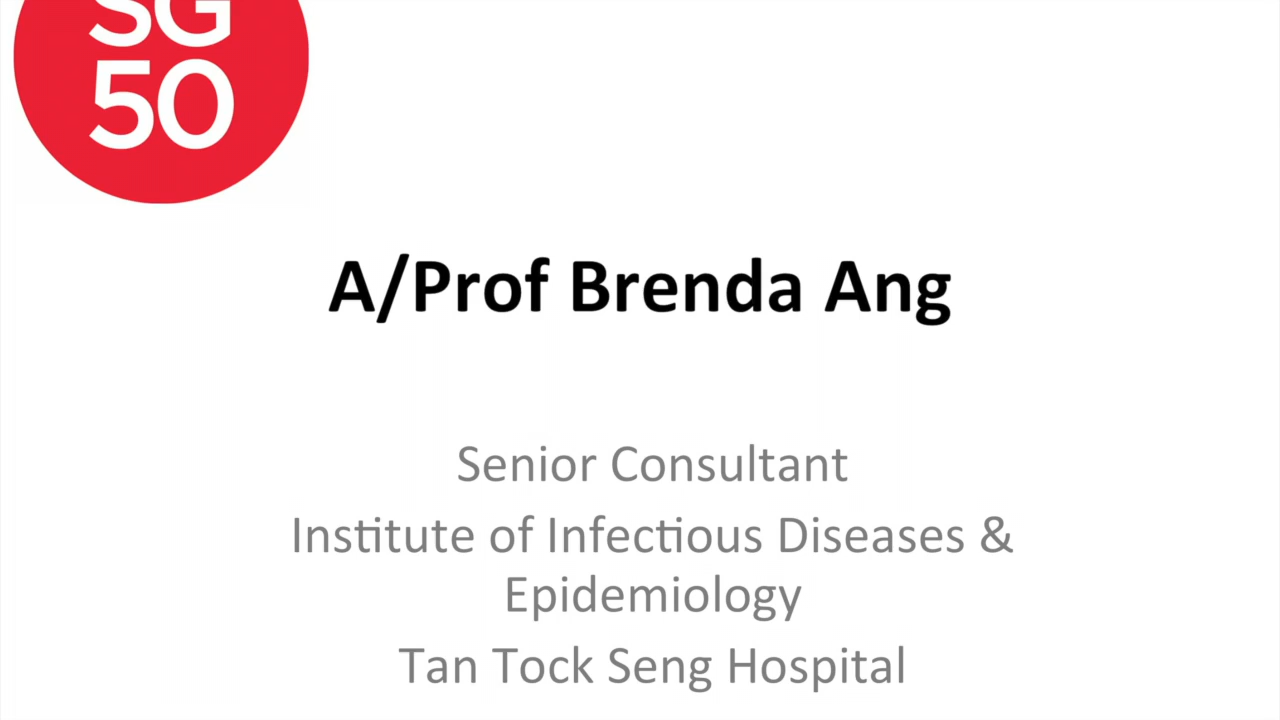 SG
50
A/Prof Brenda Ang
Senior Consultant
Institute of Infectious Diseases &
Epidemiology
Tan Tock Seng Hospital